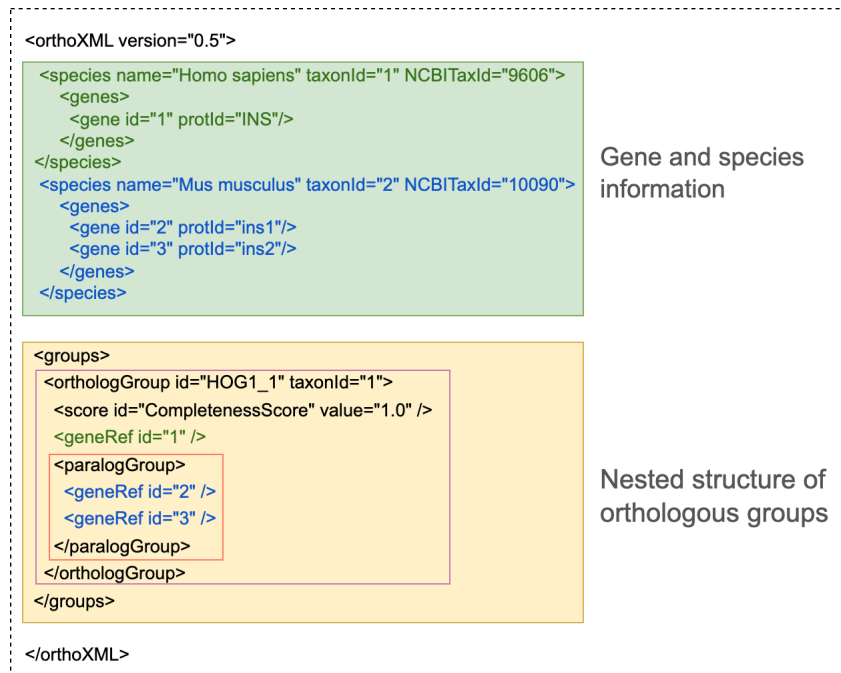 <orthoXML version="0.5">
<species name="Homo sapiens" taxonId="1" NCBITaxId="9606">
<genes>
<gene id="1" protId="INS"/>
</genes>
</species>
<species name="Mus musculus" taxonId="2" NCBITaxId="10090">
<genes>
<gene id="2" protId="ins1"/>
<gene id="3" protId="ins2"/>
</genes>
</species>
Gene and species
information
<groups>
<orthologGroup id="HOG1_1" taxonId="1">
<score id="CompletenessScore" value="1.0" />
<geneRef id="1" />
<paralogGroup>
<geneRef id="2" />
<geneRef id="3" />
</paralogGroup>
</orthologGroup>
</groups>
Nested structure of
orthologous groups
</orthoXML>